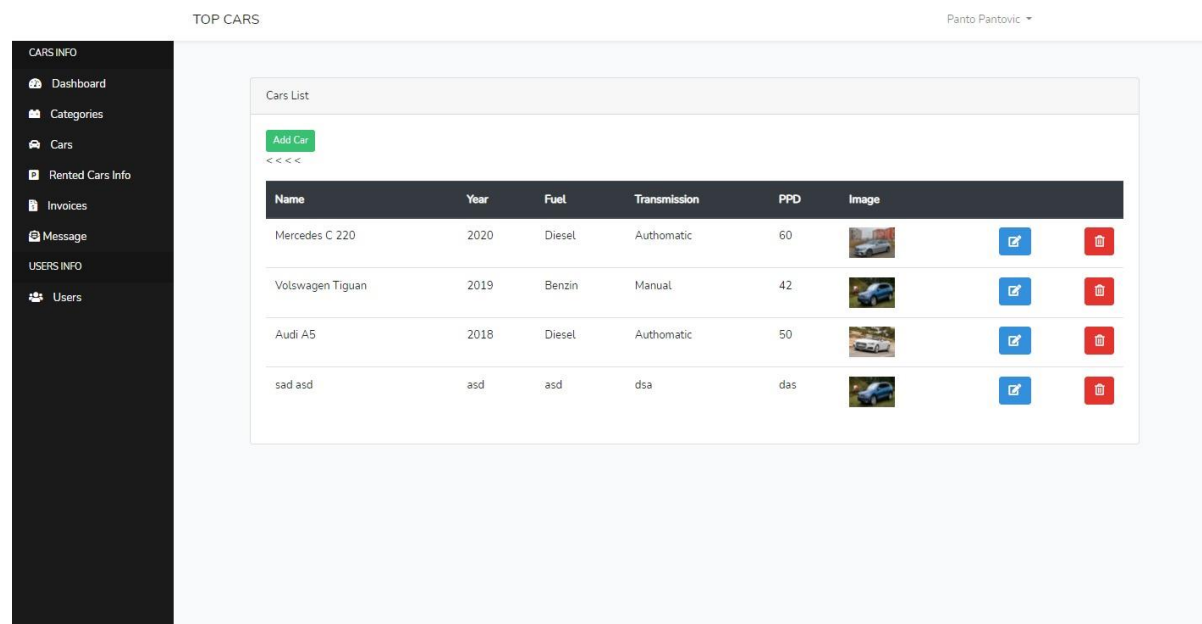 TOP CARS Panto Pantovic
CARS INFO
Dashboard
Categories
Cars
Rented Cars Info
Invoices
Message
USERS INFO
Users
Cars List
Add Car
< < < <
Name Year Fuel Transmission PPD Image
Mercedes C 220 2020 Diesel Authomatic 60
Volswagen Tiguan 2019 Benzin Manual 42
Audi A5 2018 Diesel Authomatic 50
sad asd asd asd dsa das